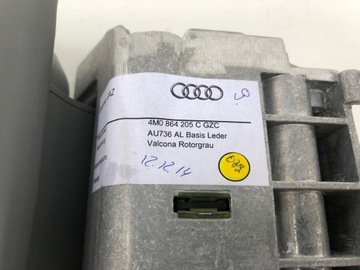 4M0 864 205 C GZC
AU736 AL Basis Leder
Valcona Rotorgrau
12.12.14